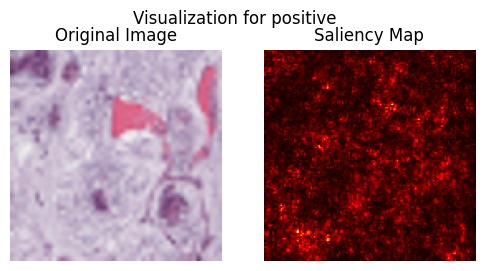 Visualization for positive
Original Image
Saliency Map